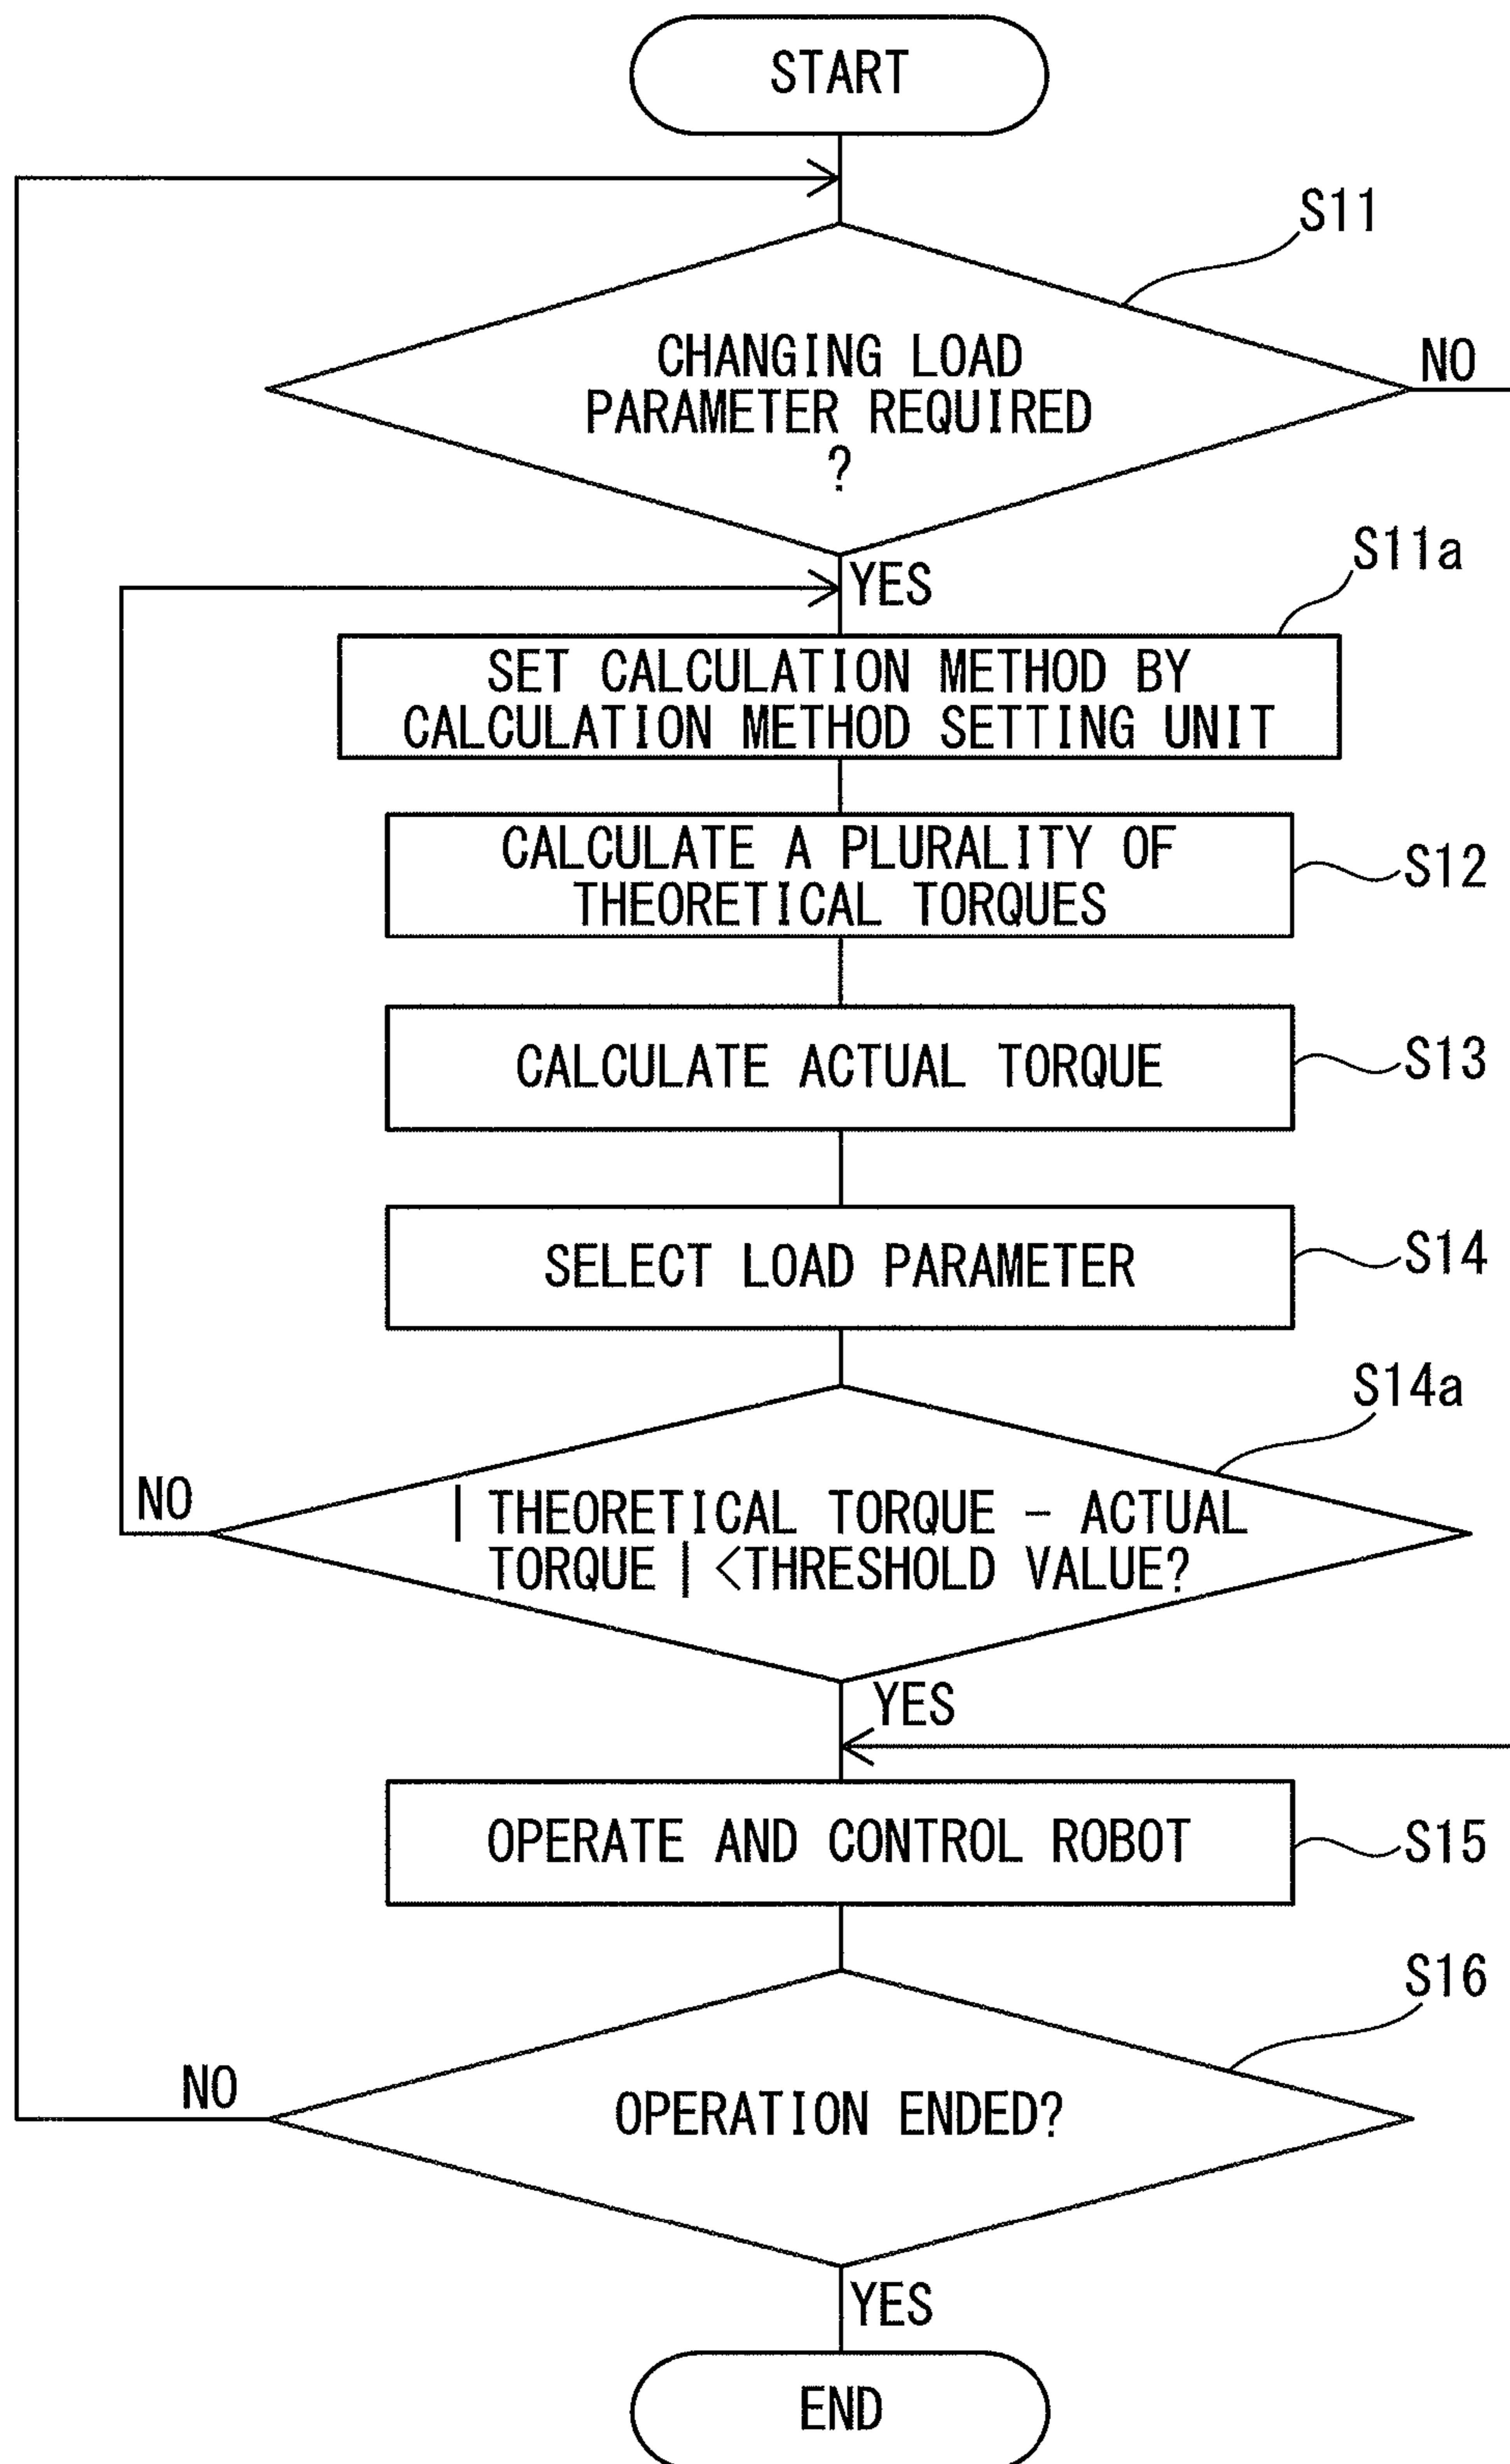 START
S11
CHANGING LOAD
PARAMETER REQUIRED
?
NO
YES
S11a
SET CALCULATION METHOD BY
CALCULATION METHOD SETTING UNIT
CALCULATE A PLURALITY OF
THEORETICAL TORQUES
S12
CALCULATE ACTUAL TORQUE
S13
SELECT LOAD PARAMETER
S14
S14a
NO
| THEORETICAL TORQUE - ACTUAL
TORQUE | <THRESHOLD VALUE?
YES
OPERATE AND CONTROL ROBOT
S15
S16
NO
OPERATION ENDED?
YES
END